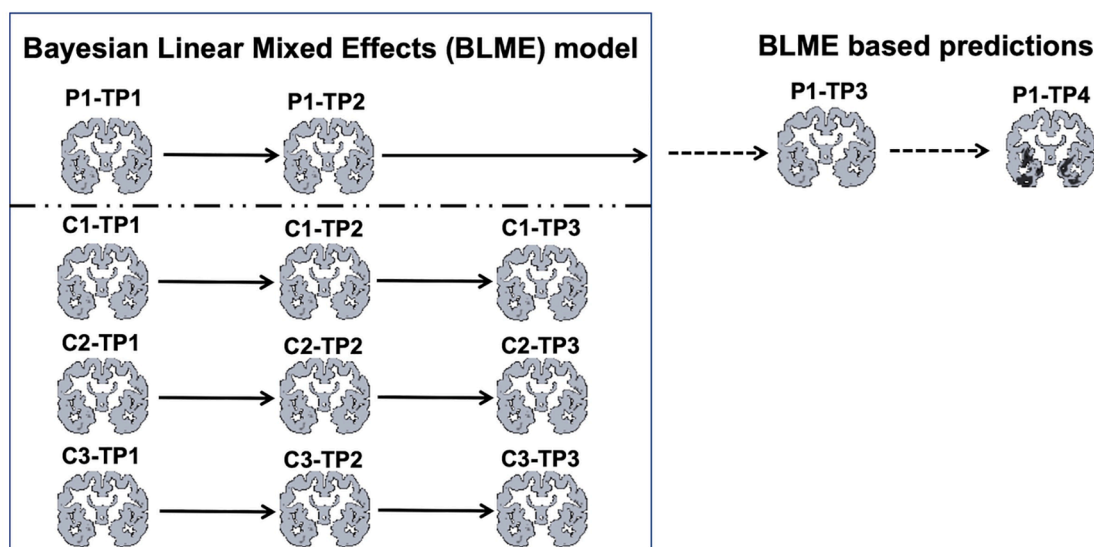 Bayesian Linear Mixed Effects (BLME) model
BLME based predictions
P1-TP1
P1-TP2
P1-TP3
P1-TP4
C1-TP1
C1-TP2
C1-TP3
C2-TP1
C2-TP2
C2-TP3
C3-TP1
C3-TP2
C3-TP3